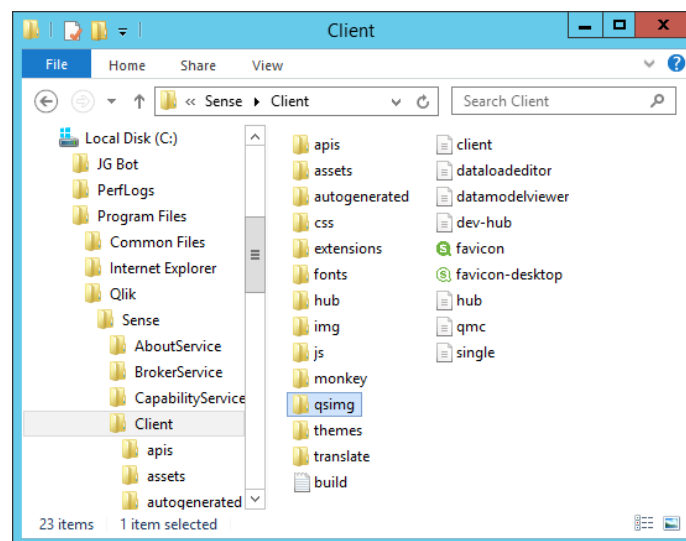 Client
File Home Share View
« Sense Client Search Client
Local Disk (C:)
JG Bot
PerfLogs
Program Files
Common Files
Internet Explorer
Qlik
Sense
AboutService
BrokerService
CapabilityService
Client
apis
assets
autogenerated
apis
assets
autogenerated
css
extensions
fonts
hub
img
js
monkey
qsimg
themes
translate
build
client
dataloadeditor
datamodelviewer
dev-hub
favicon
favicon-desktop
hub
qmc
single
23 items 1 item selected